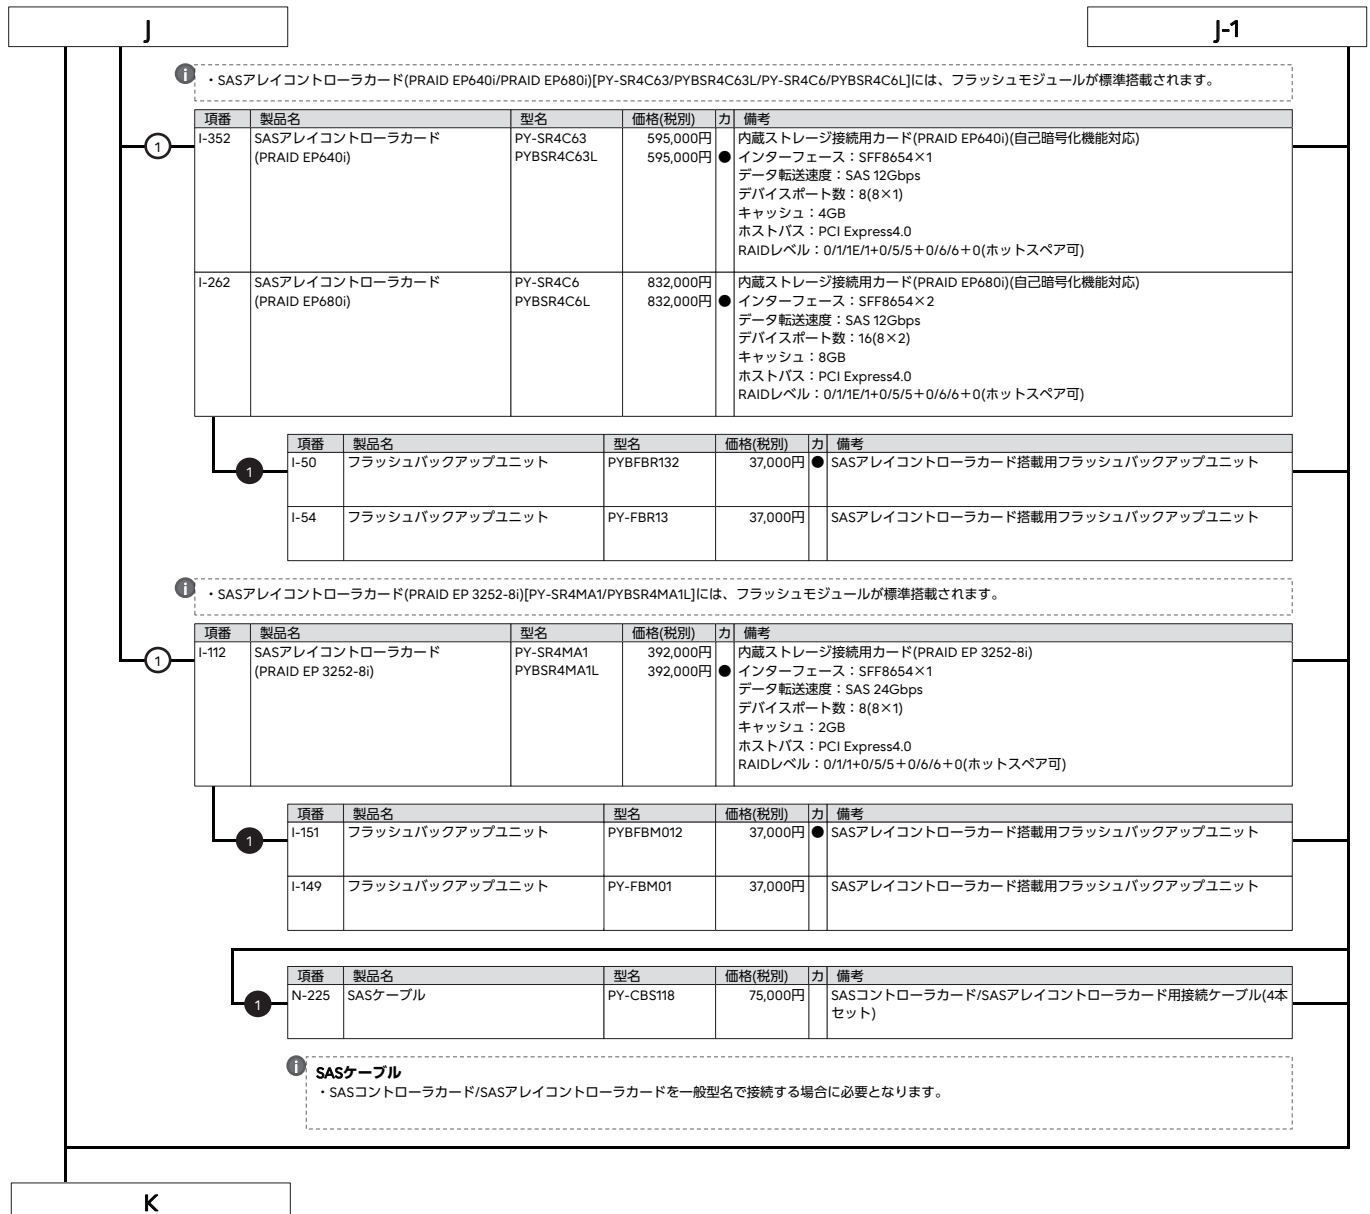 J
J-1
i ・SASアレイコントローラカード(PRAID EP640i/PRAID EP680i)[PY-SR4C63/PYBSR4C63L/PY-SR4C6/PYBSR4C6L]には、フラッシュモジュールが標準搭載されます。
項番 製品名 型名 価格(税別) カ 備考
1 I-352 SASアレイコントローラカード PY-SR4C63 595,000円 内蔵ストレージ接続用カード(PRAID EP640i)(自己暗号化機能対応)
(PRAID EP640i) PYBSR4C63L 595,000円 ● インターフェース：SFF8654×1
データ転送速度：SAS 12Gbps
デバイスポート数：8(8×1)
キャッシュ：4GB
ホストバス：PCI Express4.0
RAIDレベル：0/1/1E/1+0/5/5＋0/6/6＋0(ホットスペア可)
I-262 SASアレイコントローラカード PY-SR4C6 832,000円 内蔵ストレージ接続用カード(PRAID EP680i)(自己暗号化機能対応)
(PRAID EP680i) PYBSR4C6L 832,000円 ● インターフェース：SFF8654×2
データ転送速度：SAS 12Gbps
デバイスポート数：16(8×2)
キャッシュ：8GB
ホストバス：PCI Express4.0
RAIDレベル：0/1/1E/1+0/5/5＋0/6/6＋0(ホットスペア可)
項番 製品名 型名 価格(税別) カ 備考
1 I-50 フラッシュバックアップユニット PYBFBR132 37,000円 ● SASアレイコントローラカード搭載用フラッシュバックアップユニット
I-54 フラッシュバックアップユニット PY-FBR13 37,000円 SASアレイコントローラカード搭載用フラッシュバックアップユニット
i ・SASアレイコントローラカード(PRAID EP 3252-8i)[PY-SR4MA1/PYBSR4MA1L]には、フラッシュモジュールが標準搭載されます。
項番 製品名 型名 価格(税別) カ 備考
1 I-112 SASアレイコントローラカード PY-SR4MA1 392,000円 内蔵ストレージ接続用カード(PRAID EP 3252-8i)
(PRAID EP 3252-8i) PYBSR4MA1L 392,000円 ● インターフェース：SFF8654×1
データ転送速度：SAS 24Gbps
デバイスポート数：8(8×1)
キャッシュ：2GB
ホストバス：PCI Express4.0
RAIDレベル：0/1/1+0/5/5＋0/6/6＋0(ホットスペア可)
項番 製品名 型名 価格(税別) カ 備考
1 I-151 フラッシュバックアップユニット PYBFBM012 37,000円 ● SASアレイコントローラカード搭載用フラッシュバックアップユニット
I-149 フラッシュバックアップユニット PY-FBM01 37,000円 SASアレイコントローラカード搭載用フラッシュバックアップユニット
項番 製品名 型名 価格(税別) カ 備考
1 N-225 SASケーブル PY-CBS118 75,000円 SASコントローラカード/SASアレイコントローラカード用接続ケーブル(4本
セット)
i SASケーブル
・SASコントローラカード/SASアレイコントローラカードを一般型名で接続する場合に必要となります。
K